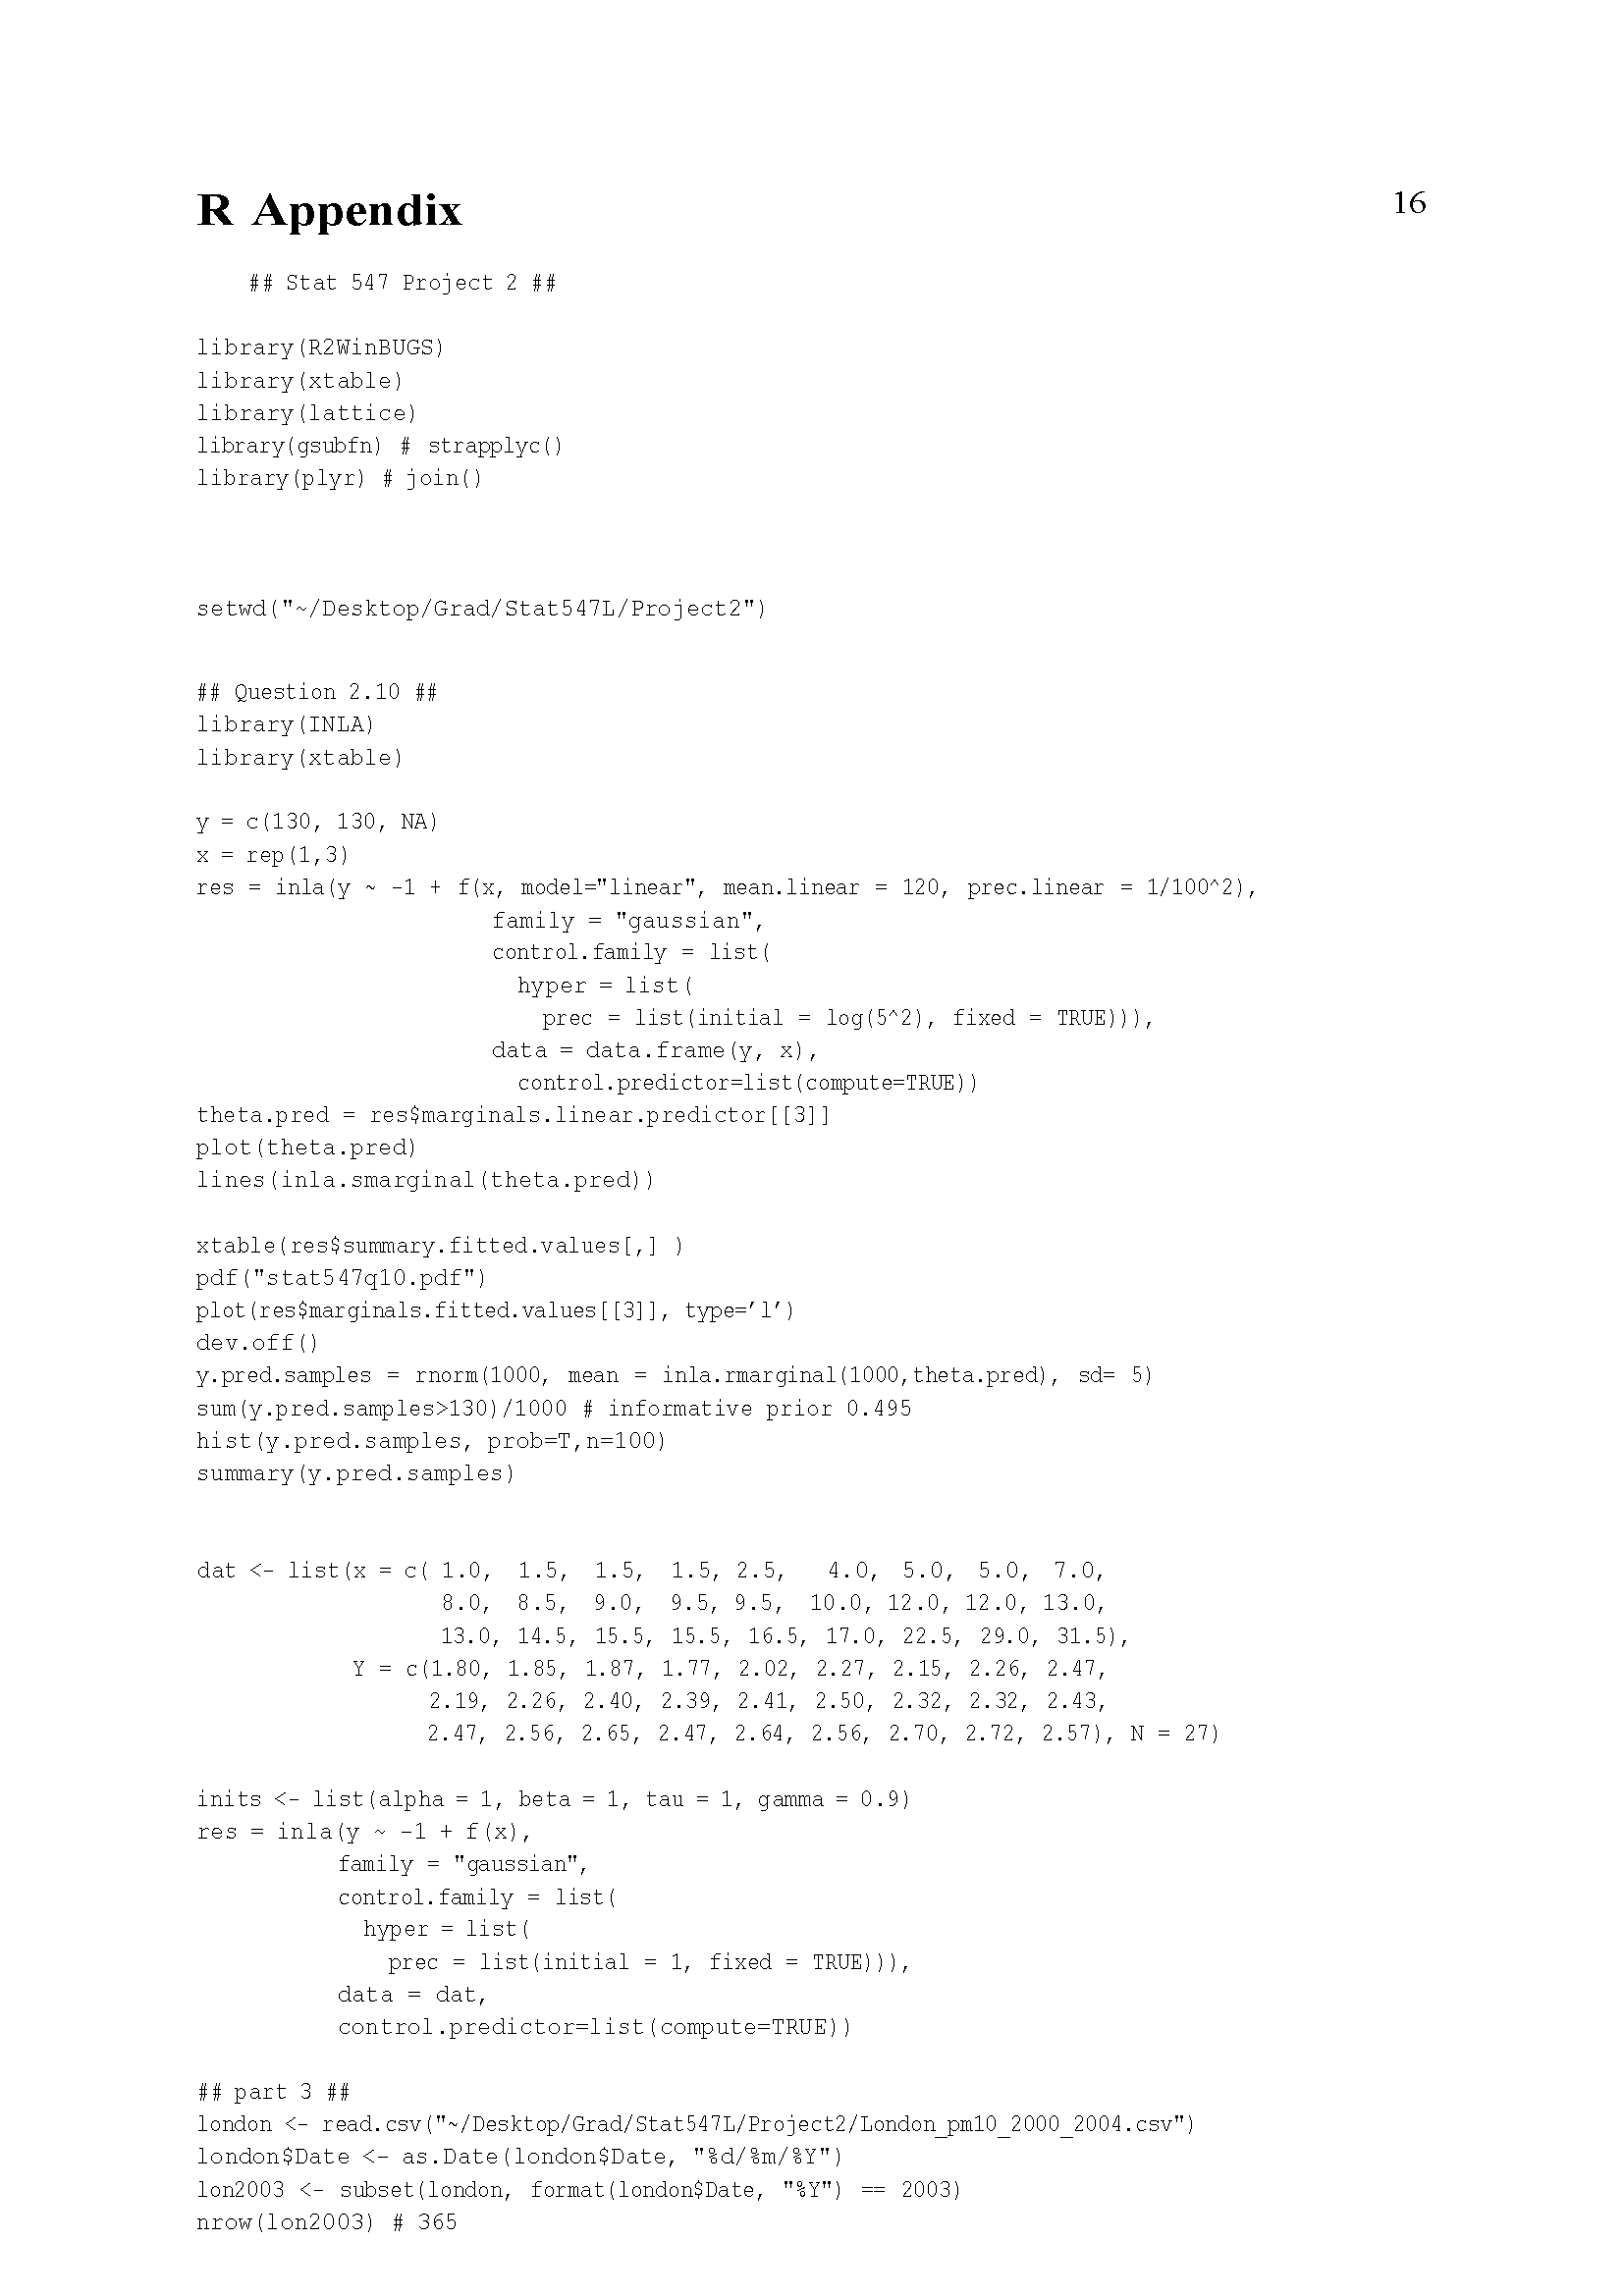 R Appendix 16
## Stat 547 Project 2 ##
library(R2WinBUGS)
library(xtable)
library(lattice)
library(gsubfn) # strapplyc()
library(plyr) # join()
setwd("~/Desktop/Grad/Stat547L/Project2")
## Question 2.10 ##
library(INLA)
library(xtable)
y = c(130, 130, NA)
x = rep(1,3)
res = inla(y ~ -1 + f(x, model="linear", mean.linear = 120, prec.linear = 1/100^2),
family = "gaussian",
control.family = list(
hyper = list(
prec = list(initial = log(5^2), fixed = TRUE))),
data = data.frame(y, x),
control.predictor=list(compute=TRUE))
theta.pred = res$marginals.linear.predictor[[3]]
plot(theta.pred)
lines(inla.smarginal(theta.pred))
xtable(res$summary.fitted.values[,] )
pdf("stat547q10.pdf")
plot(res$marginals.fitted.values[[3]], type='l')
dev.off()
y.pred.samples = rnorm(1000, mean = inla.rmarginal(1000,theta.pred), sd= 5)
sum(y.pred.samples>130)/1000 # informative prior 0.495
hist(y.pred.samples, prob=T,n=100)
summary(y.pred.samples)
dat <- list(x = c( 1.0, 1.5, 1.5, 1.5, 2.5, 4.0, 5.0, 5.0, 7.0,
8.0, 8.5, 9.0, 9.5, 9.5, 10.0, 12.0, 12.0, 13.0,
13.0, 14.5, 15.5, 15.5, 16.5, 17.0, 22.5, 29.0, 31.5),
Y = c(1.80, 1.85, 1.87, 1.77, 2.02, 2.27, 2.15, 2.26, 2.47,
2.19, 2.26, 2.40, 2.39, 2.41, 2.50, 2.32, 2.32, 2.43,
2.47, 2.56, 2.65, 2.47, 2.64, 2.56, 2.70, 2.72, 2.57), N = 27)
inits <- list(alpha = 1, beta = 1, tau = 1, gamma = 0.9)
res = inla(y ~ -1 + f(x),
family = "gaussian",
control.family = list(
hyper = list(
prec = list(initial = 1, fixed = TRUE))),
data = dat,
control.predictor=list(compute=TRUE))
## part 3 ##
london <- read.csv("~/Desktop/Grad/Stat547L/Project2/London_pm10_2000_2004.csv")
london$Date <- as.Date(london$Date, "%d/%m/%Y")
lon2003 <- subset(london, format(london$Date, "%Y") == 2003)
nrow(lon2003) # 365